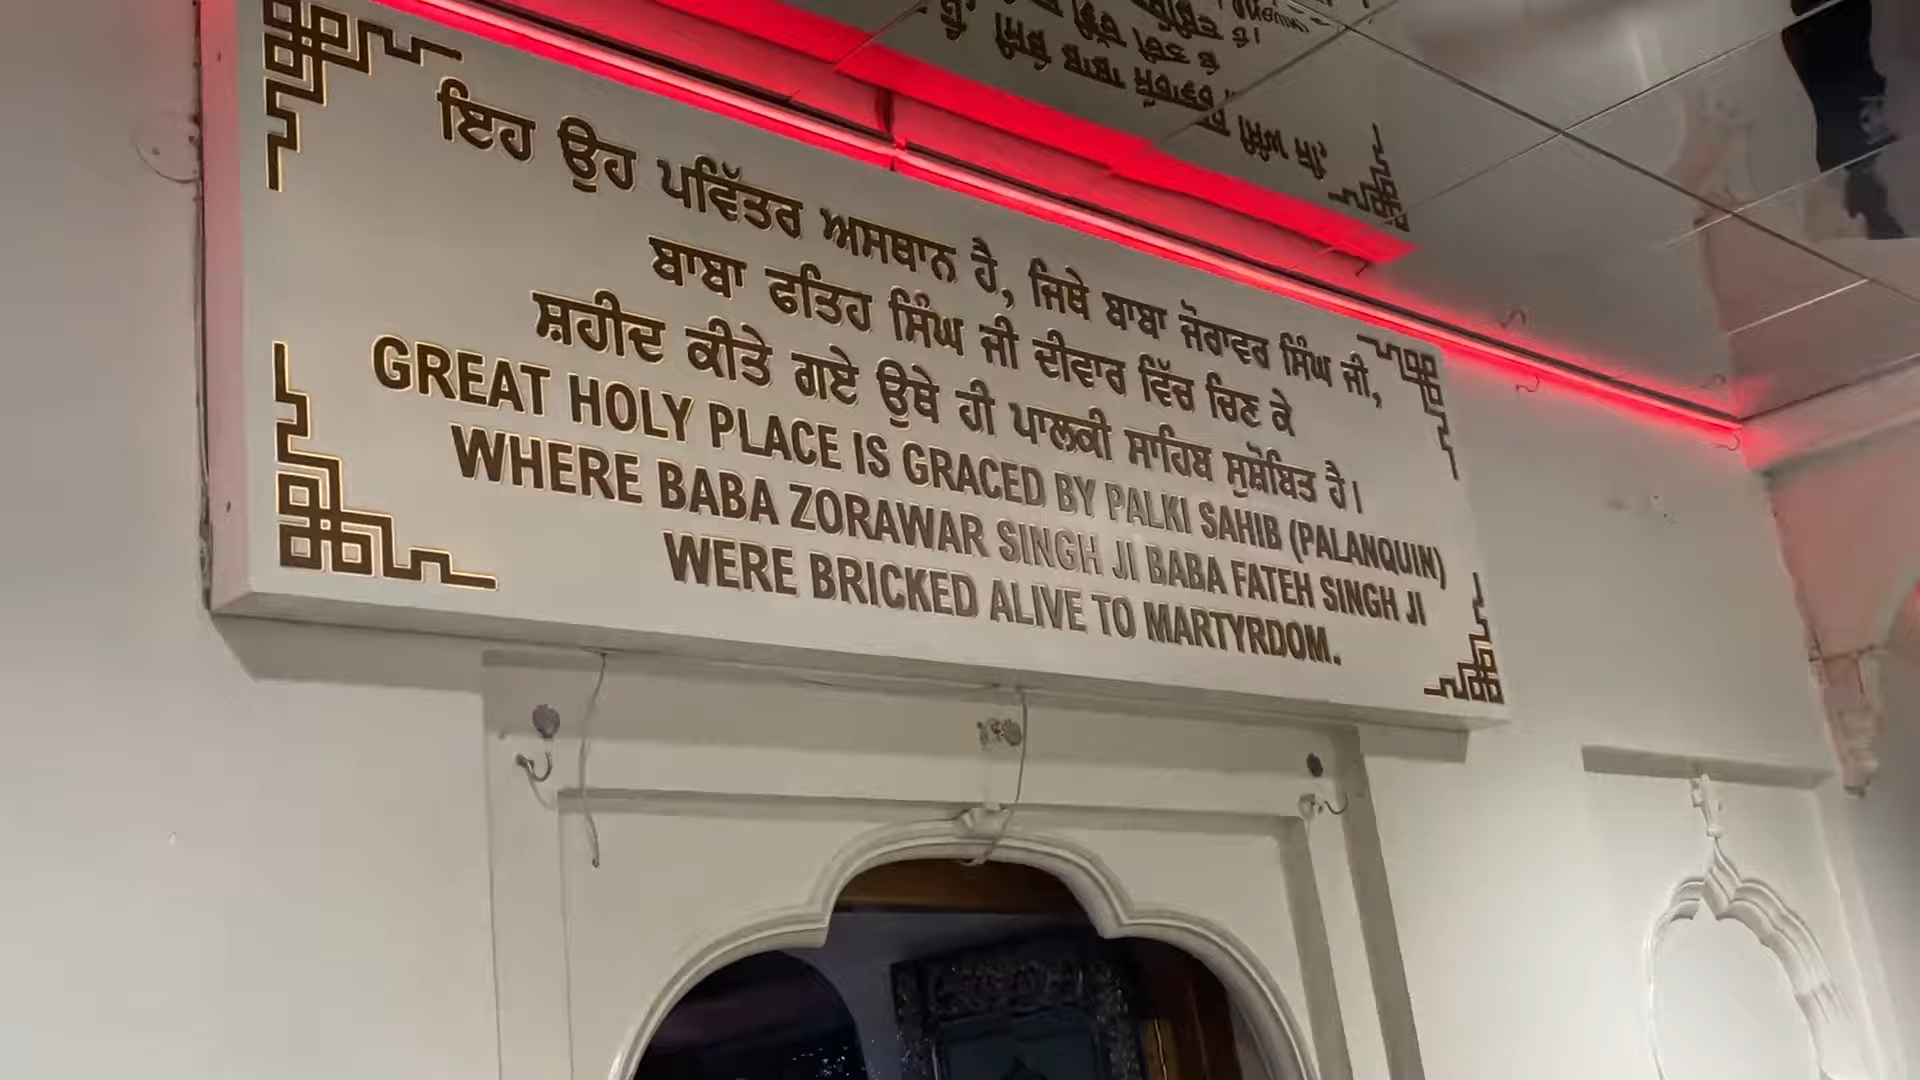 ਇਹ ਉਹ ਪਵਿੱਤਰ ਅਸਥਾਨ ਹੈ, ਜਿਥੇ ਬਾਬਾ ਜੋਰਾਵਰ ਸਿੰਘ ਜੀ,
ਬਾਬਾ ਫਤਿਹ ਸਿੰਘ ਜੀ ਦੀਵਾਰ ਵਿੱਚ ਚਿਣ ਕੇ
ਸ਼ਹੀਦ ਕੀਤੇ ਗਏ ਉਥੇ ਹੀ ਪਾਲਕੀ ਸਾਹਿਬ ਸੁਸ਼ੋਭਿਤ ਹੈ।
GREAT HOLY PLACE IS GRACED BY PALKI SAHIB (PALANQUIN)
WHERE BABA ZORAWAR SINGH JI BABA FATEH SINGH JI
WERE BRICKED ALIVE TO MARTYRDOM.